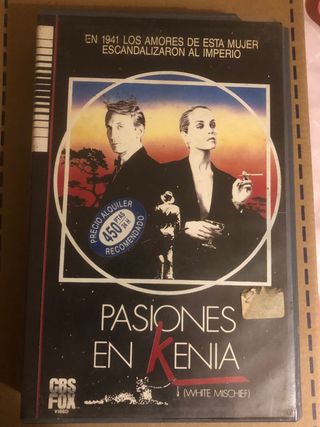 EN 1941 LOS AMORES DE ESTA MUJER
ESCANDALIZARON AL IMPERIO
PRECIO ALQUILER
450 PTAS
24 H
RECOMENDADO
PASIONES
EN KENIA
(WHITE MISCHIEF)
CBS
FOX
VIDEO